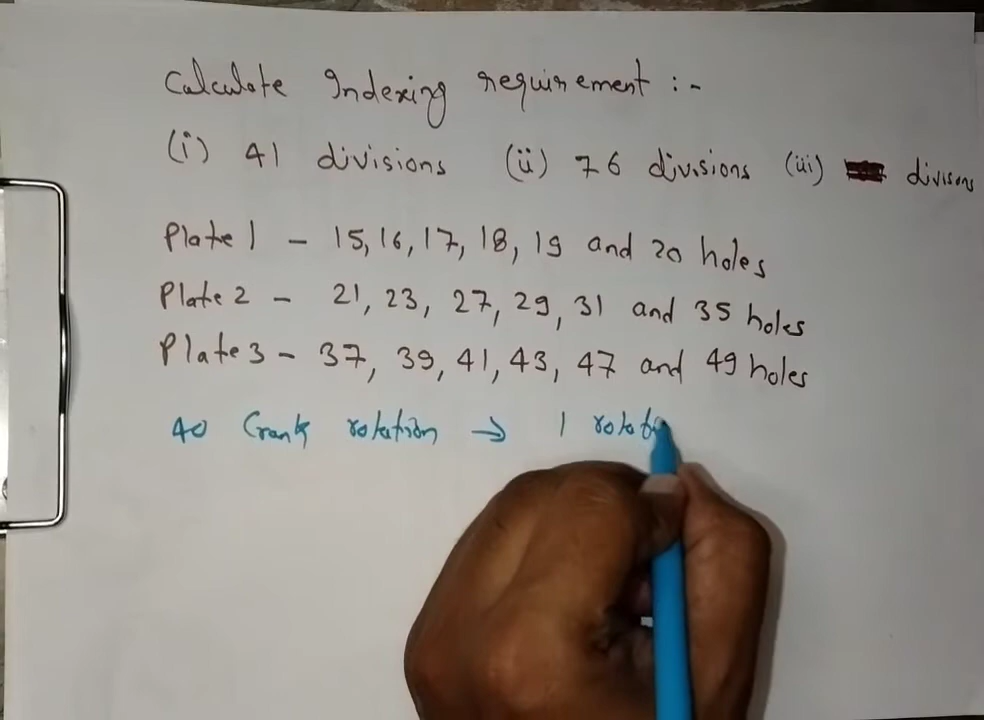 Calculate Indexing requirement :-
(i) 41 divisions (ii) 76 divisions (iii) divisons
Plate 1 - 15, 16, 17, 18, 19 and 20 holes
Plate 2 - 21, 23, 27, 29, 31 and 35 holes
Plate 3 - 37, 39, 41, 43, 47 and 49 holes
40 Crank rotation → 1